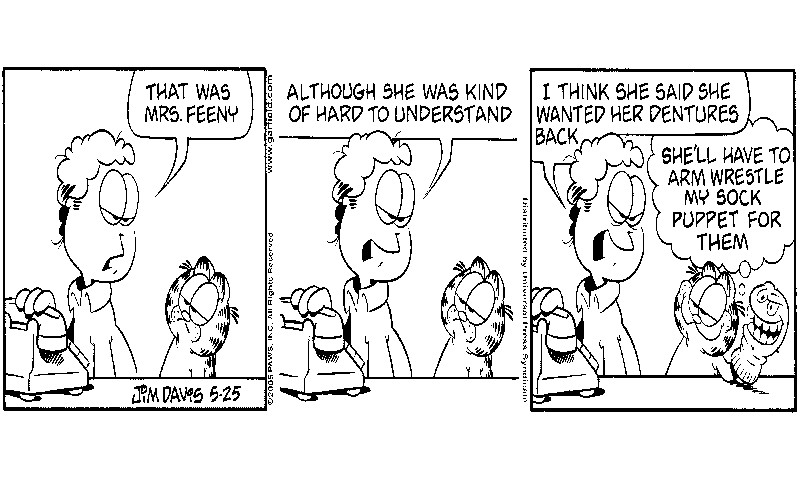 THAT WAS
MRS. FEENY
JIM DAVIS 5-25
www.garfield.com
©2005 PAWS, INC. All Rights Reserved
ALTHOUGH SHE WAS KIND
OF HARD TO UNDERSTAND
Distributed by Universal Press Syndicate
I THINK SHE SAID SHE
WANTED HER DENTURES
BACK
SHE'LL HAVE TO
ARM WRESTLE
MY SOCK
PUPPET FOR
THEM